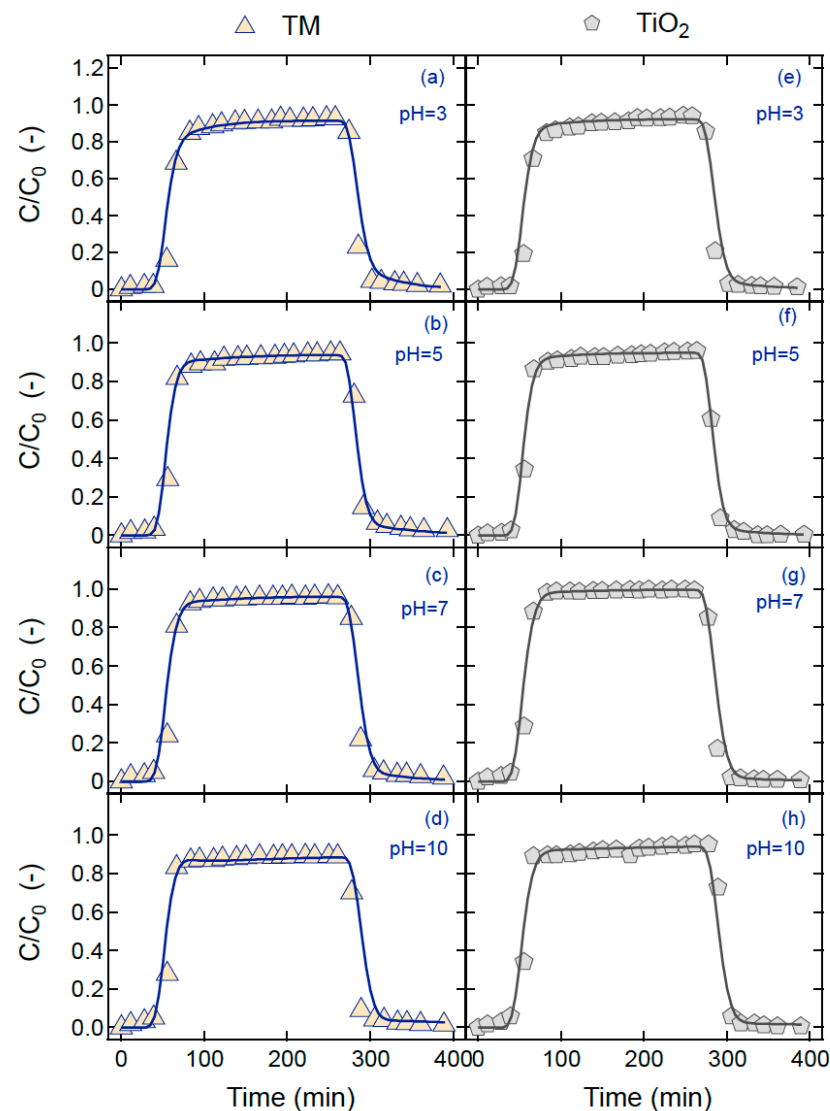 TM TiO₂
(a) (e)
pH=3 pH=3
1.2
1.0
0.8
0.6
0.4
0.2
0
C/C₀ (-)
(b) (f)
pH=5 pH=5
1.0
0.8
0.6
0.4
0.2
0
C/C₀ (-)
(c) (g)
pH=7 pH=7
1.0
0.8
0.6
0.4
0.2
0
C/C₀ (-)
(d) (h)
pH=10 pH=10
1.0
0.8
0.6
0.4
0.2
0.0
C/C₀ (-)
0 100 200 300 400 100 200 300 400
Time (min) Time (min)